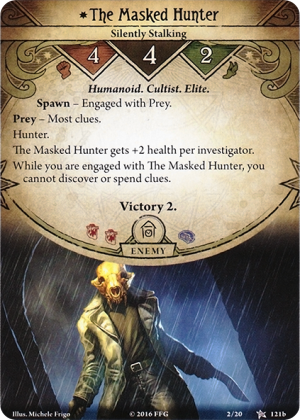 *The Masked Hunter
Silently Stalking
4 4 2
Humanoid. Cultist. Elite.
Spawn – Engaged with Prey.
Prey – Most clues.
Hunter.
The Masked Hunter gets +2 health per investigator.
While you are engaged with The Masked Hunter, you
cannot discover or spend clues.
Victory 2.
ENEMY
Illus. Michele Frigo © 2016 FFG 2/20 121b